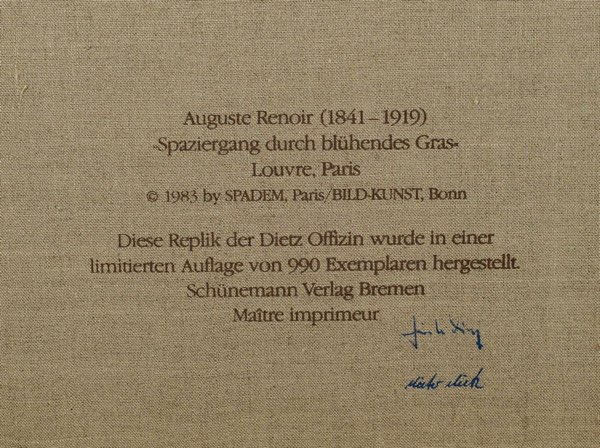 Auguste Renoir (1841–1919)
»Spaziergang durch blühendes Gras«
Louvre, Paris
© 1983 by SPADEM, Paris/BILD-KUNST, Bonn
Diese Replik der Dietz Offizin wurde in einer
limitierten Auflage von 990 Exemplaren hergestellt.
Schünemann Verlag Bremen
Maître imprimeur